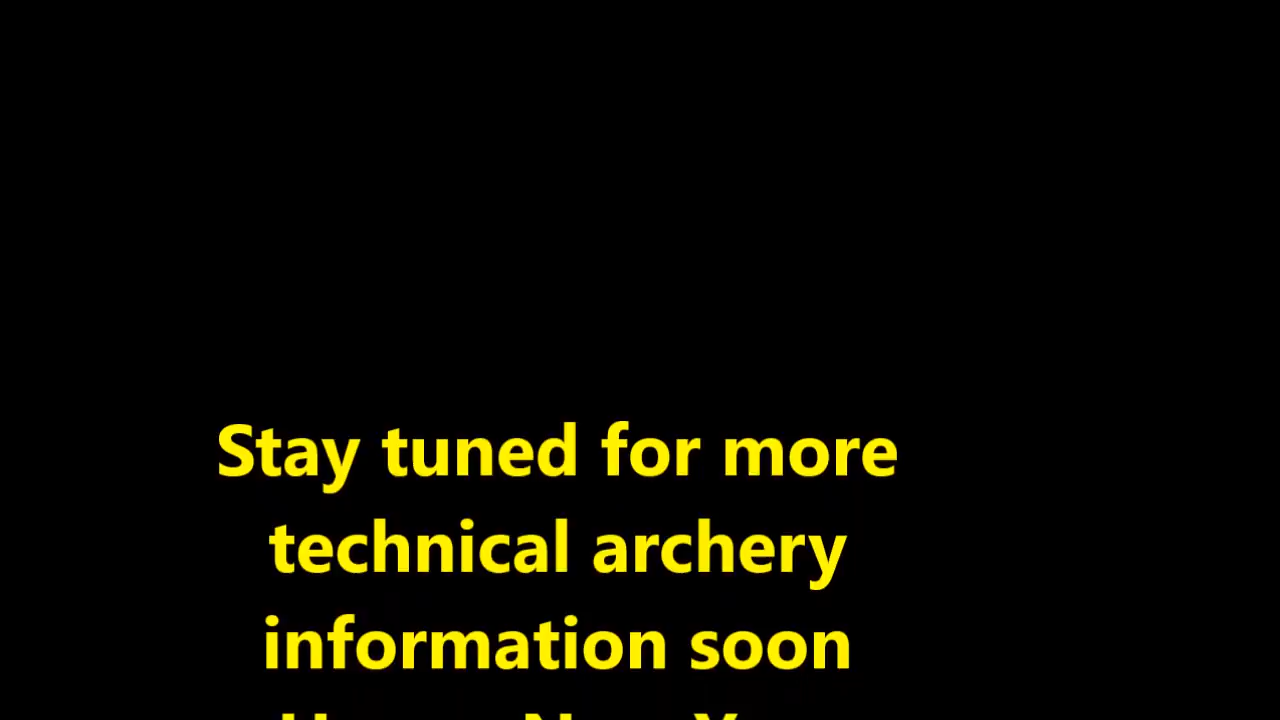 Stay tuned for more
technical archery
information soon